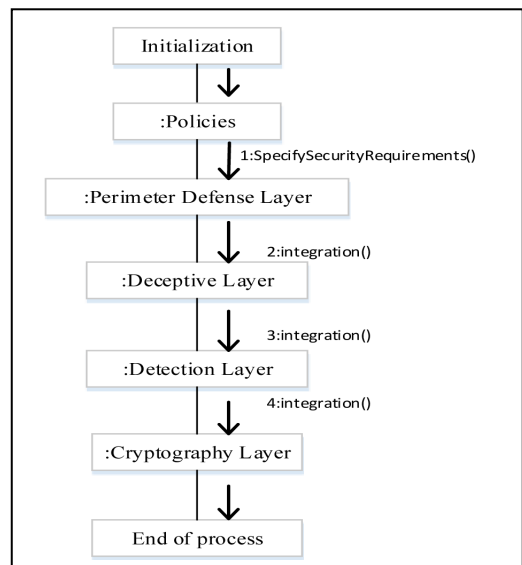 Initialization
:Policies
1:SpecifySecurityRequirements()
:Perimeter Defense Layer
2:integration()
:Deceptive Layer
3:integration()
:Detection Layer
4:integration()
:Cryptography Layer
End of process